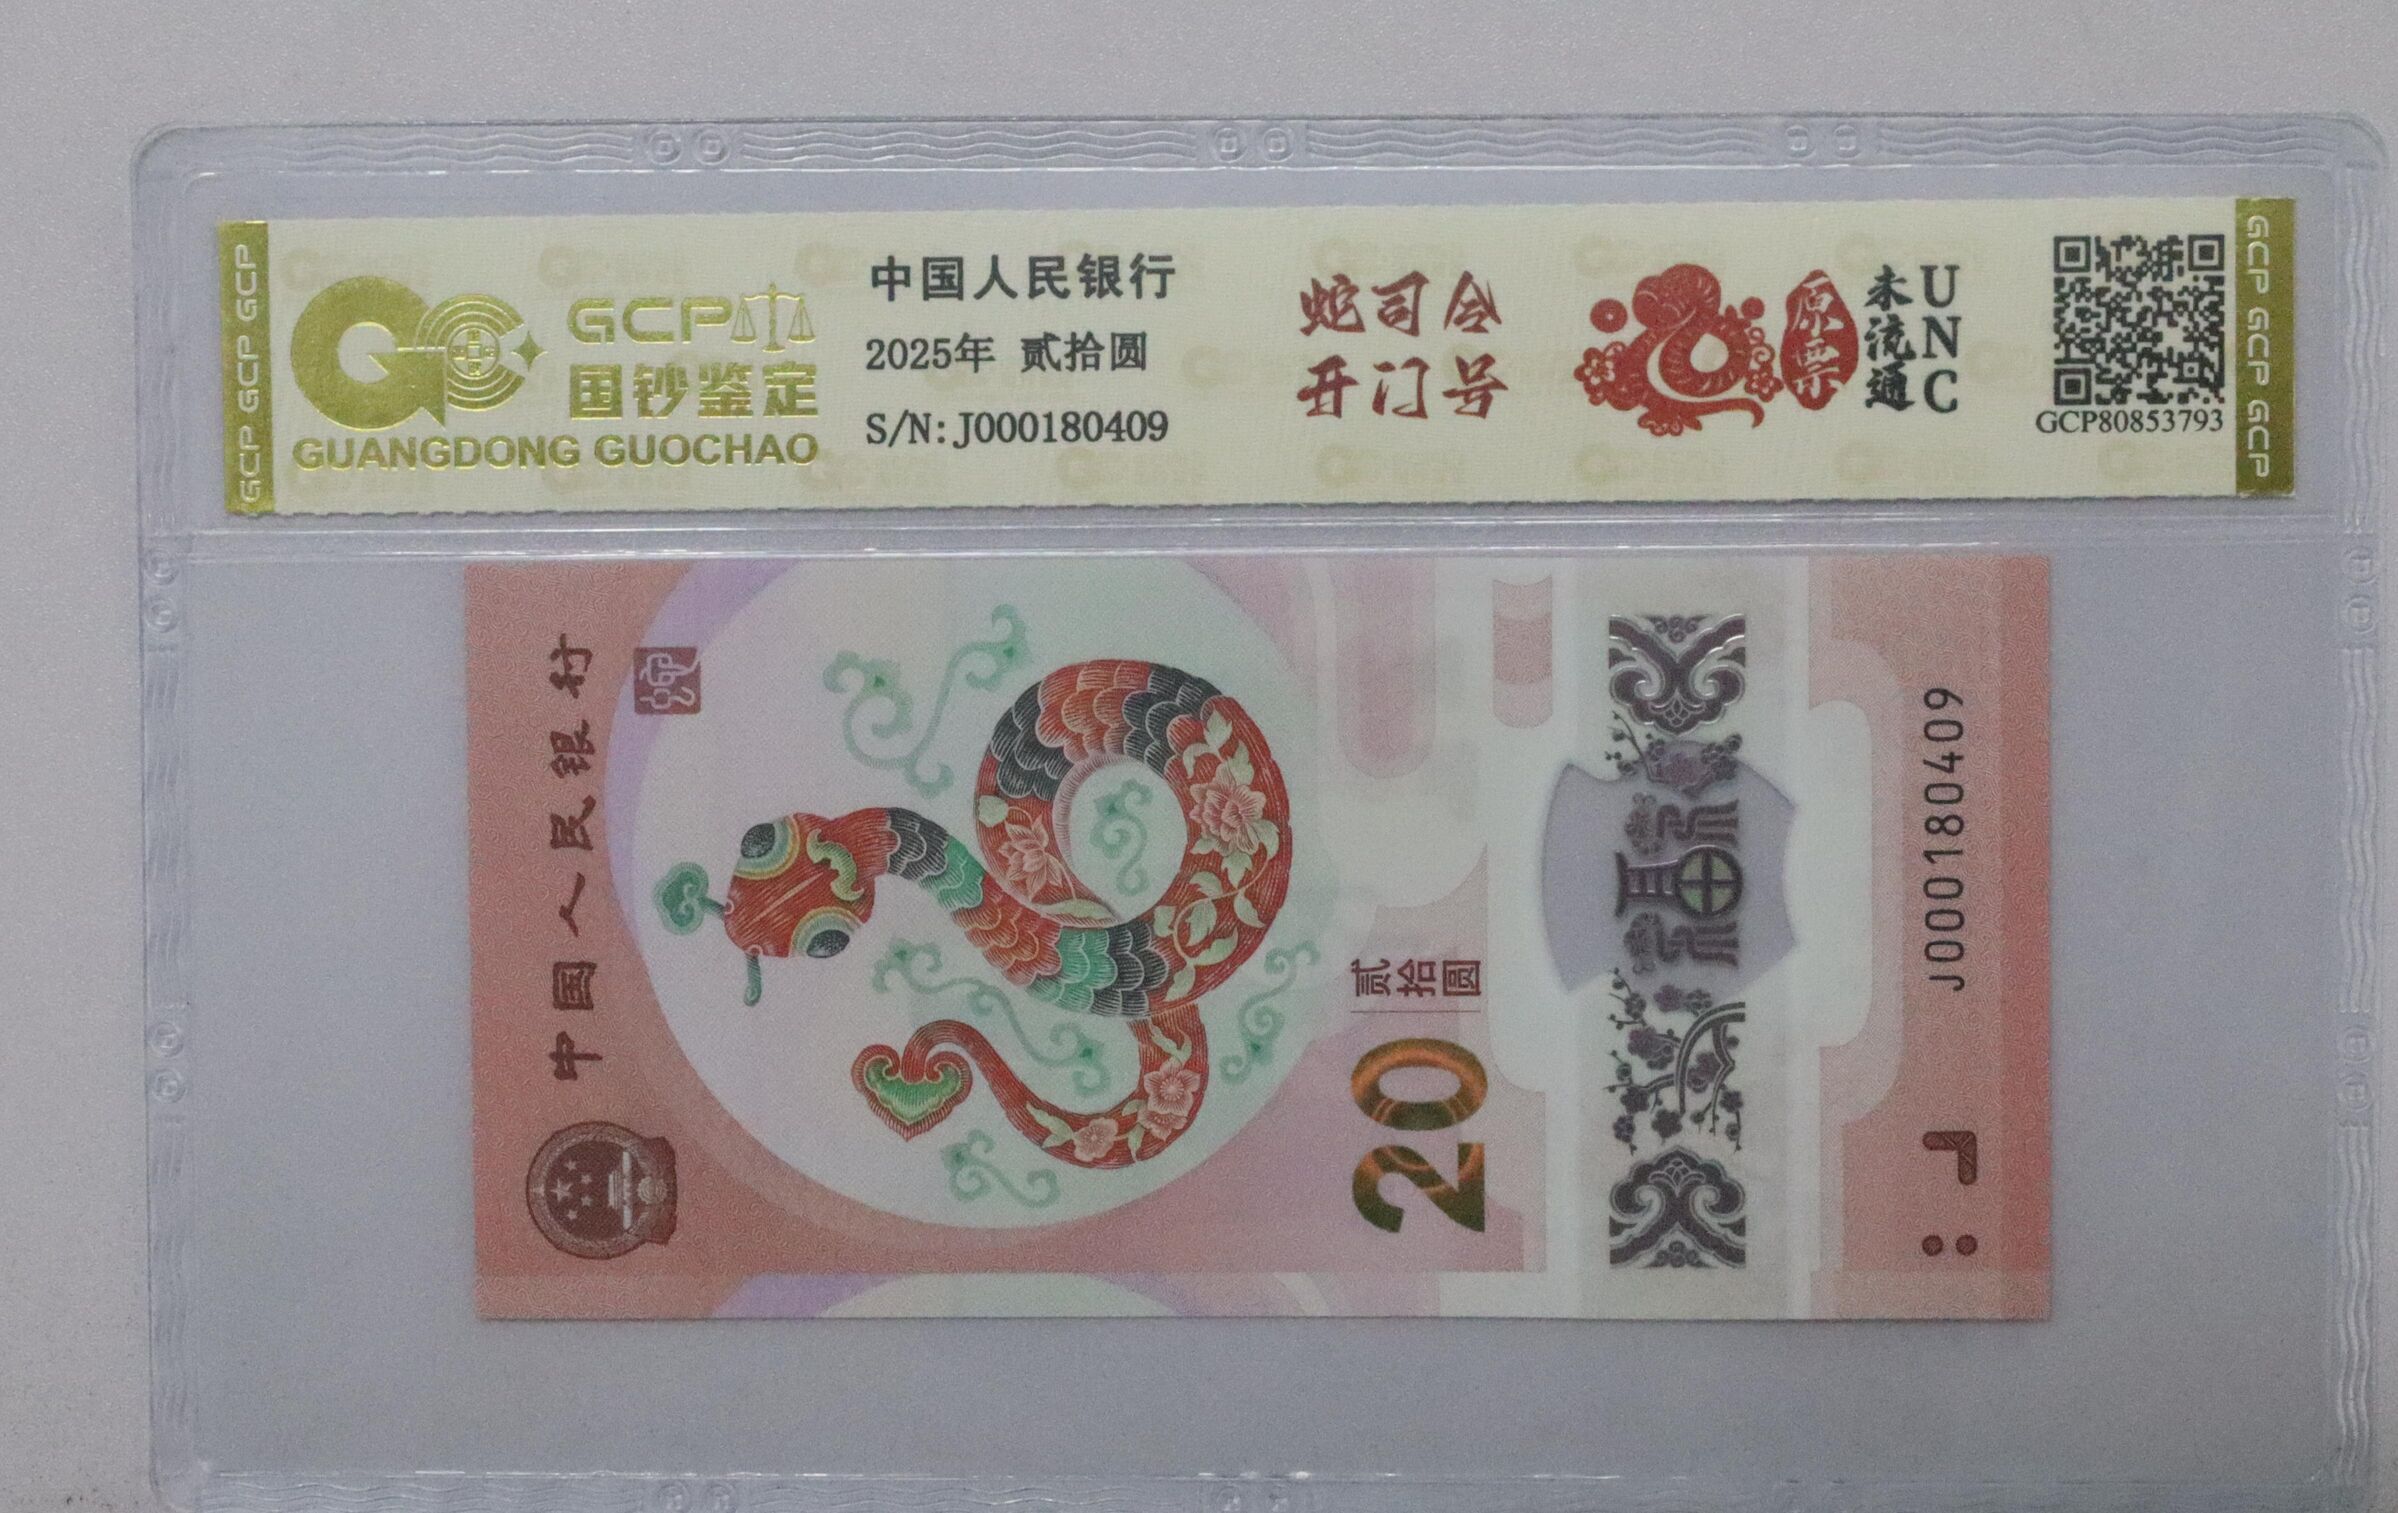 GCP GCP GCP
GCP
国钞鉴定
GUANGDONG GUOCHAO
中国人民银行
2025年 贰拾圆
S/N:J000180409
蛇司令
开门号
原票
未流通
UNC
GCP80853793
GCP GCP GCP
中国人民银行
蛇
20
贰拾圆
福
J000180409